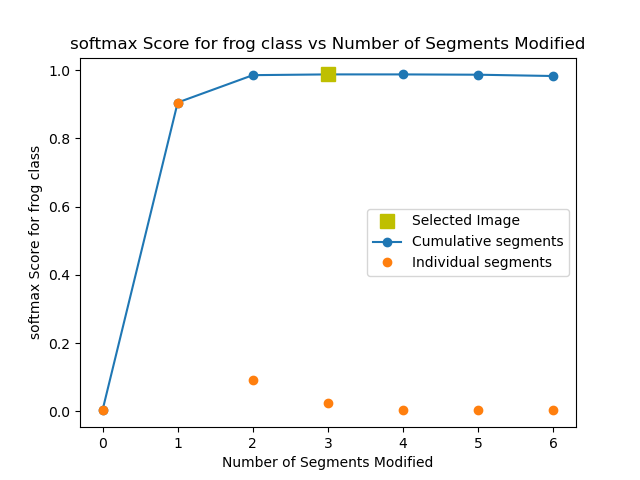 softmax Score for frog class vs Number of Segments Modified
softmax Score for frog class
1.0
0.8
0.6
0.4
0.2
0.0
Selected Image
Cumulative segments
Individual segments
0 1 2 3 4 5 6
Number of Segments Modified